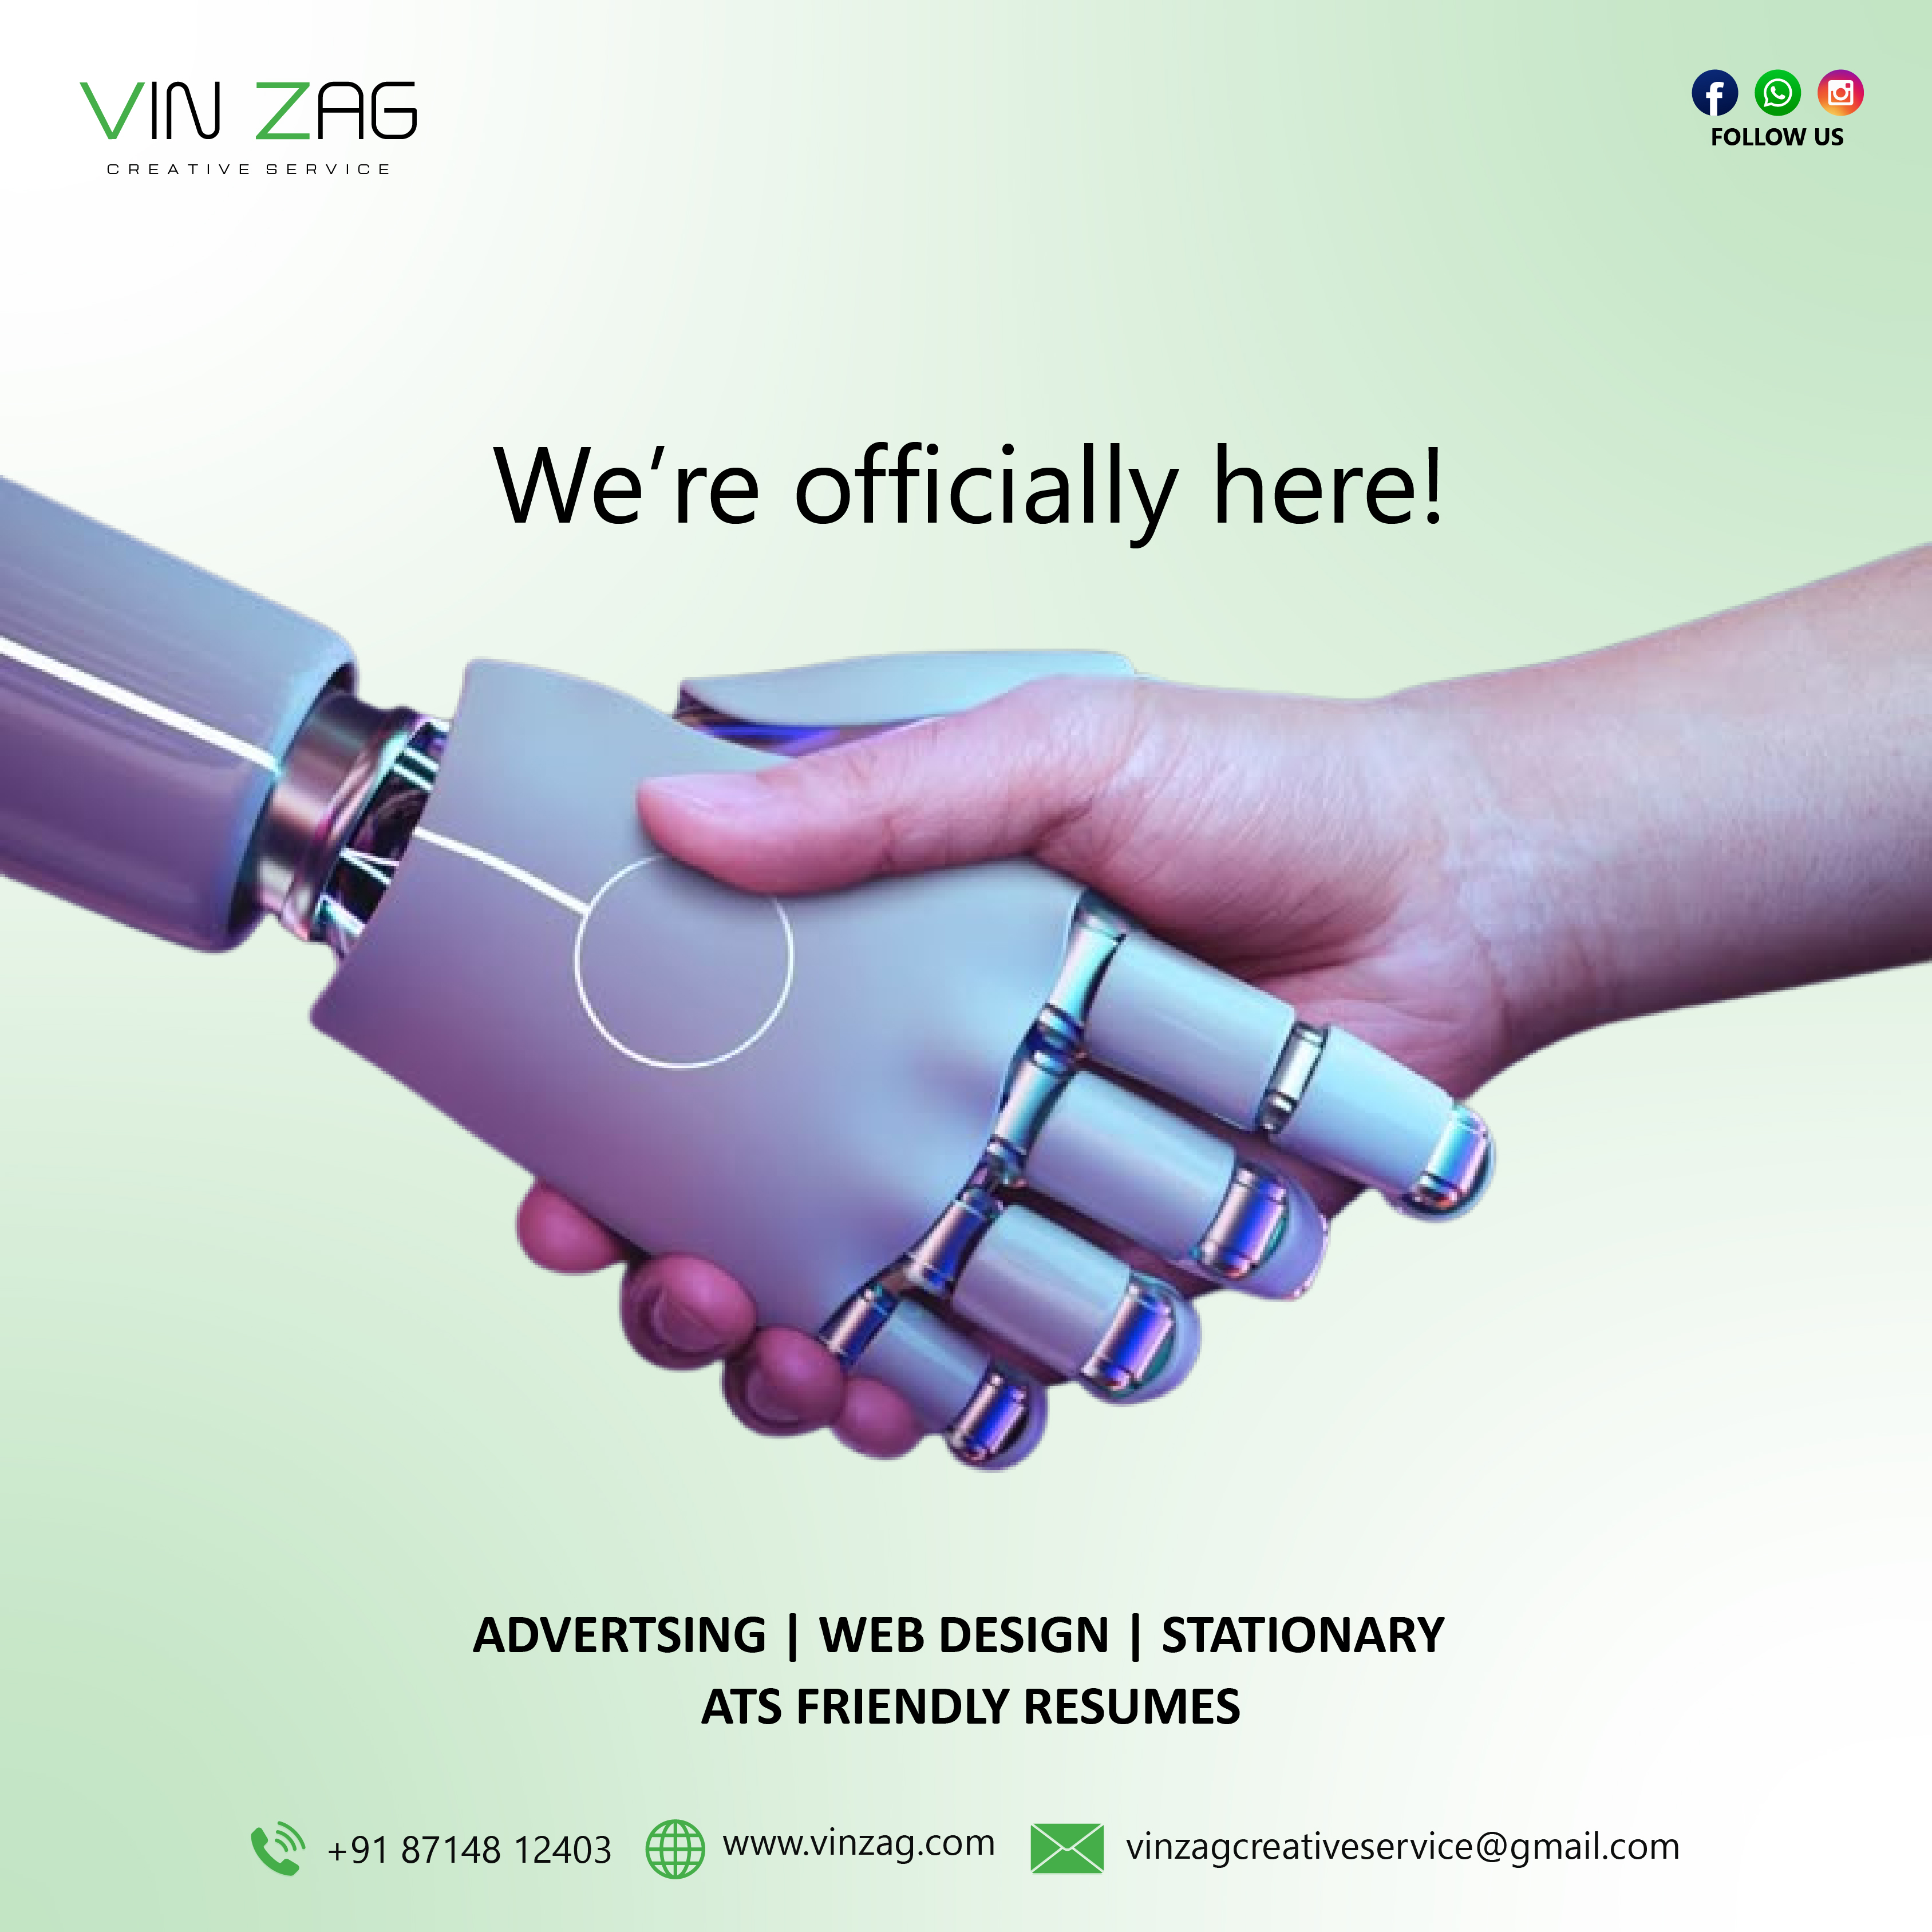 VIN ZAG
CREATIVE SERVICE
FOLLOW US
We’re officially here!
ADVERTSING | WEB DESIGN | STATIONARY
ATS FRIENDLY RESUMES
+91 87148 12403 www.vinzag.com vinzagcreativeservice@gmail.com